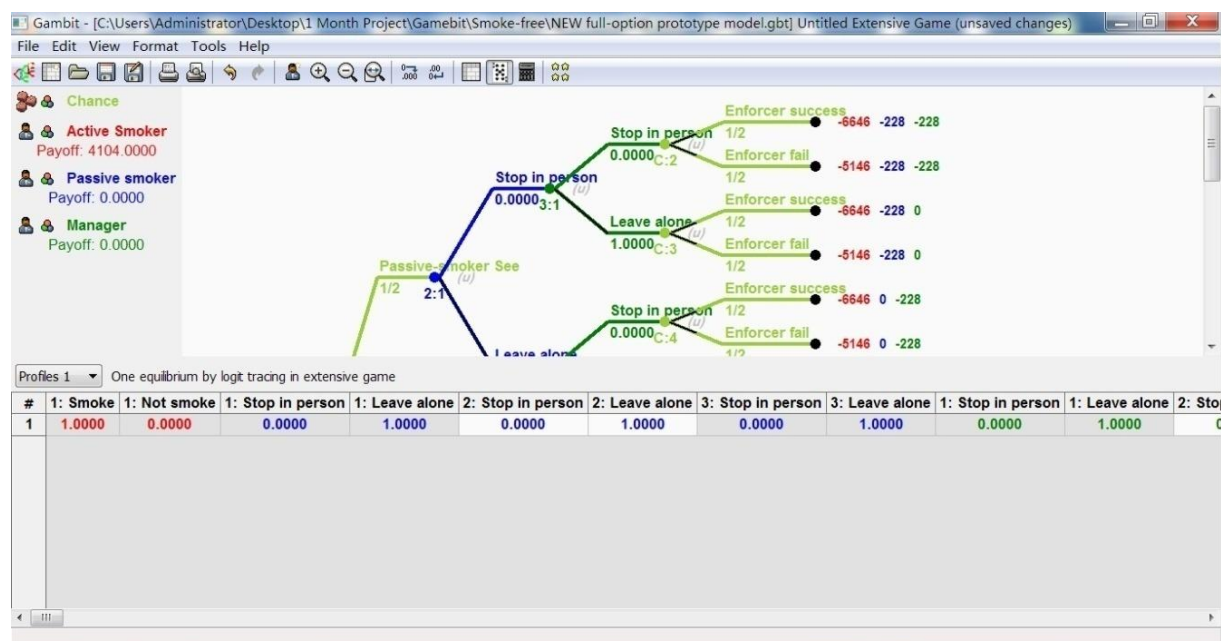 Gambit - [C:\Users\Administrator\Desktop\1 Month Project\Gamebit\Smoke-free\NEW full-option prototype model.gbt] Untitled Extensive Game (unsaved changes)
File Edit View Format Tools Help
Chance
Active Smoker
Payoff: 4104.0000
Passive smoker
Payoff: 0.0000
Manager
Payoff: 0.0000
Enforcer success
-6646 -228 -228
Stop in person
1/2
0.0000
C:2
(u)
Enforcer fail
-5146 -228 -228
1/2
Stop in person
0.0000
3:1
(u)
Enforcer success
-6646 -228 0
Leave alone
1/2
1.0000
C:3
(u)
Enforcer fail
-5146 -228 0
1/2
Passive-smoker See
1/2
2:1
(u)
Enforcer success
-6646 0 -228
Stop in person
1/2
0.0000
C:4
(u)
Enforcer fail
-5146 0 -228
1/2
Leave alone
Profiles 1 One equilibrium by logit tracing in extensive game
# 1: Smoke 1: Not smoke 1: Stop in person 1: Leave alone 2: Stop in person 2: Leave alone 3: Stop in person 3: Leave alone 1: Stop in person 1: Leave alone 2: Sto
1 1.0000 0.0000 0.0000 1.0000 0.0000 1.0000 0.0000 1.0000 0.0000 1.0000